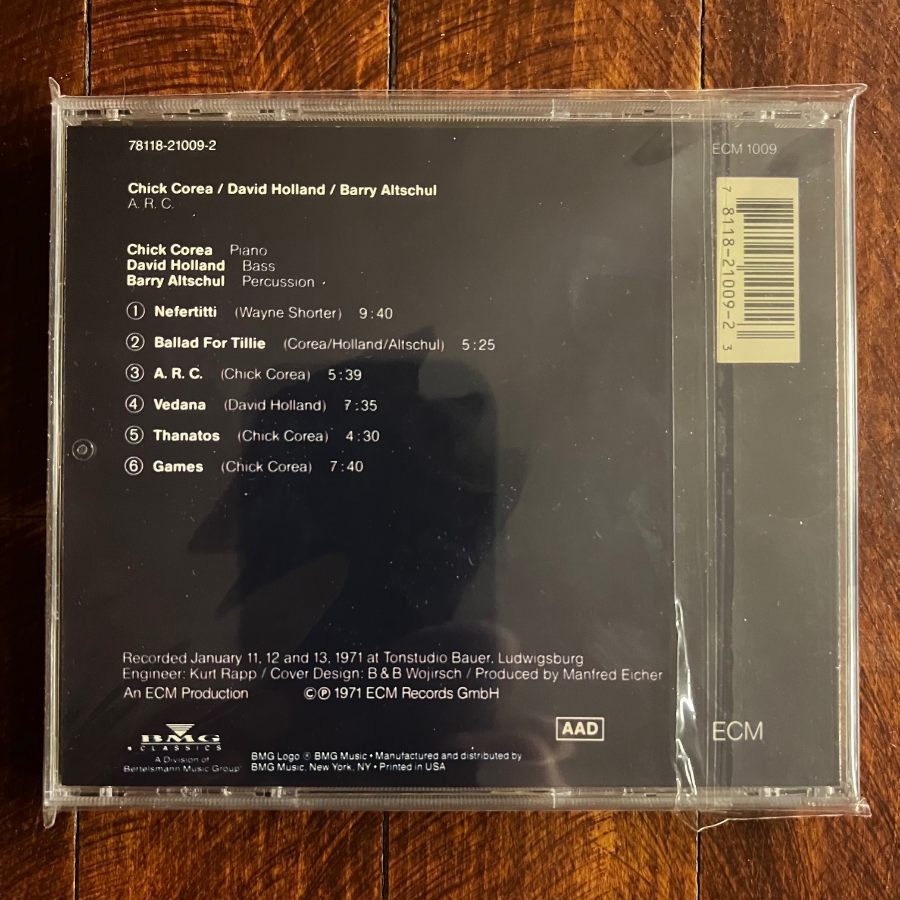 78118-21009-2
ECM 1009
7 8118-21009-2 3
Chick Corea / David Holland / Barry Altschul
A. R. C.
Chick Corea Piano
David Holland Bass
Barry Altschul Percussion
① Nefertitti (Wayne Shorter) 9:40
② Ballad For Tillie (Corea/Holland/Altschul) 5:25
③ A. R. C. (Chick Corea) 5:39
④ Vedana (David Holland) 7:35
⑤ Thanatos (Chick Corea) 4:30
⑥ Games (Chick Corea) 7:40
Recorded January 11, 12 and 13, 1971 at Tonstudio Bauer, Ludwigsburg
Engineer: Kurt Rapp / Cover Design: B & B Wojirsch / Produced by Manfred Eicher
An ECM Production © ℗ 1971 ECM Records GmbH
BMG
CLASSICS
A Division of
Bertelsmann Music Group
BMG Logo ® BMG Music • Manufactured and distributed by
BMG Music, New York, NY • Printed in USA
AAD
ECM